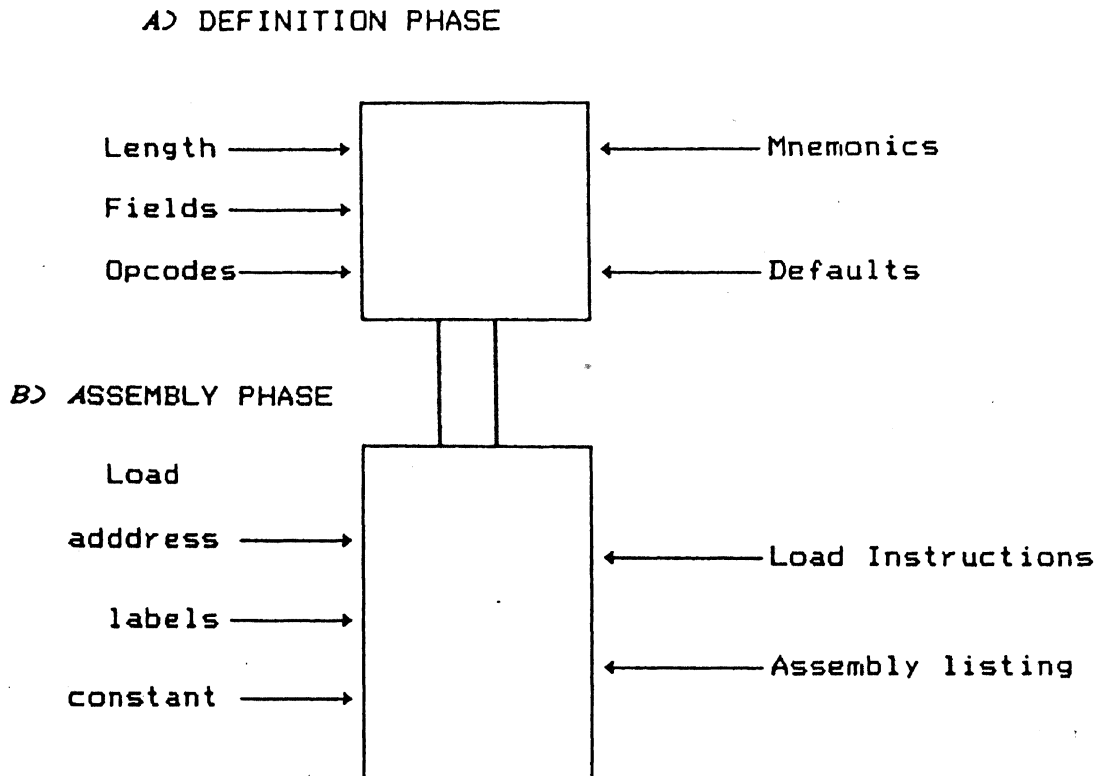 A) DEFINITION PHASE
Length
Mnemonics
Fields
Opcodes
Defaults
B) ASSEMBLY PHASE
Load
adddress
Load Instructions
labels
Assembly listing
constant